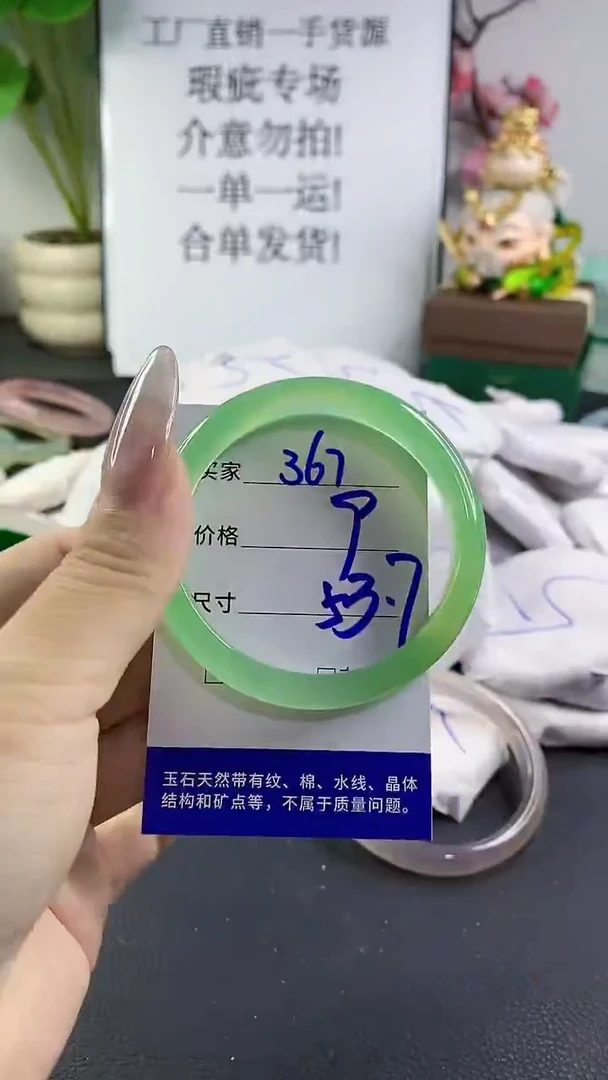 工厂直销一手货源
瑕疵专场
介意勿拍!
一单一运!
合单发货!
买家 367
价格
尺寸 53.7
玉石天然带有纹、棉、水线、晶体
结构和矿点等，不属于质量问题。